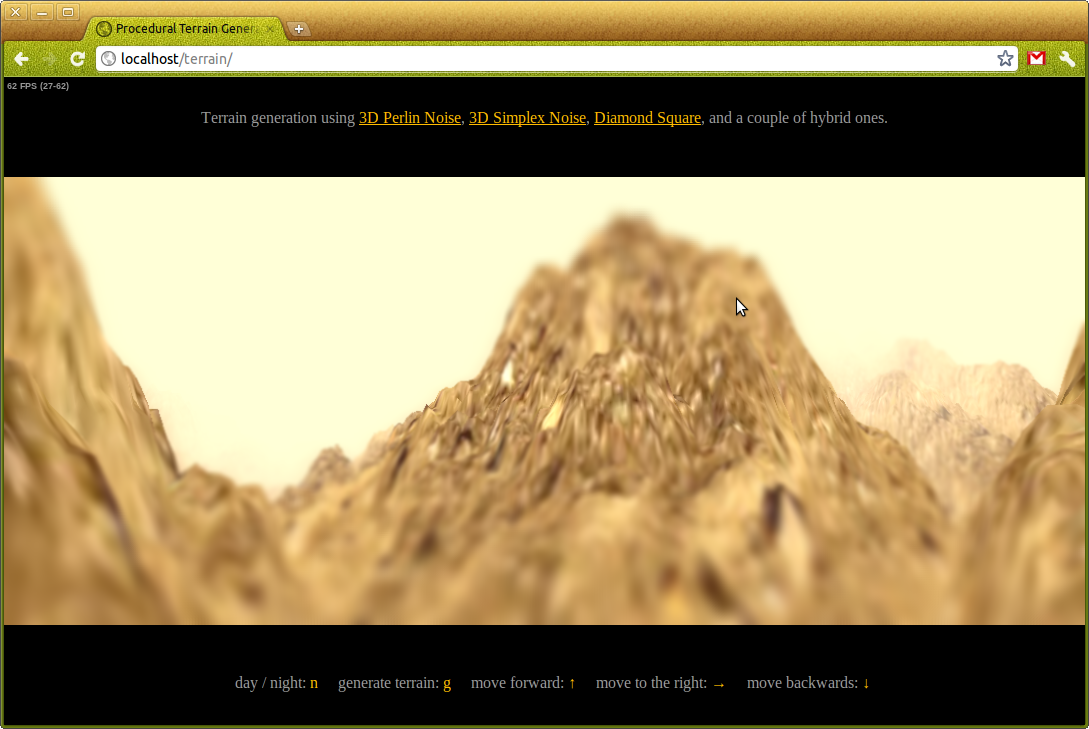 Procedural Terrain Gener
localhost/terrain/
62 FPS (27-62)
Terrain generation using 3D Perlin Noise, 3D Simplex Noise, Diamond Square, and a couple of hybrid ones.
day / night: n generate terrain: g move forward: ↑ move to the right: → move backwards: ↓